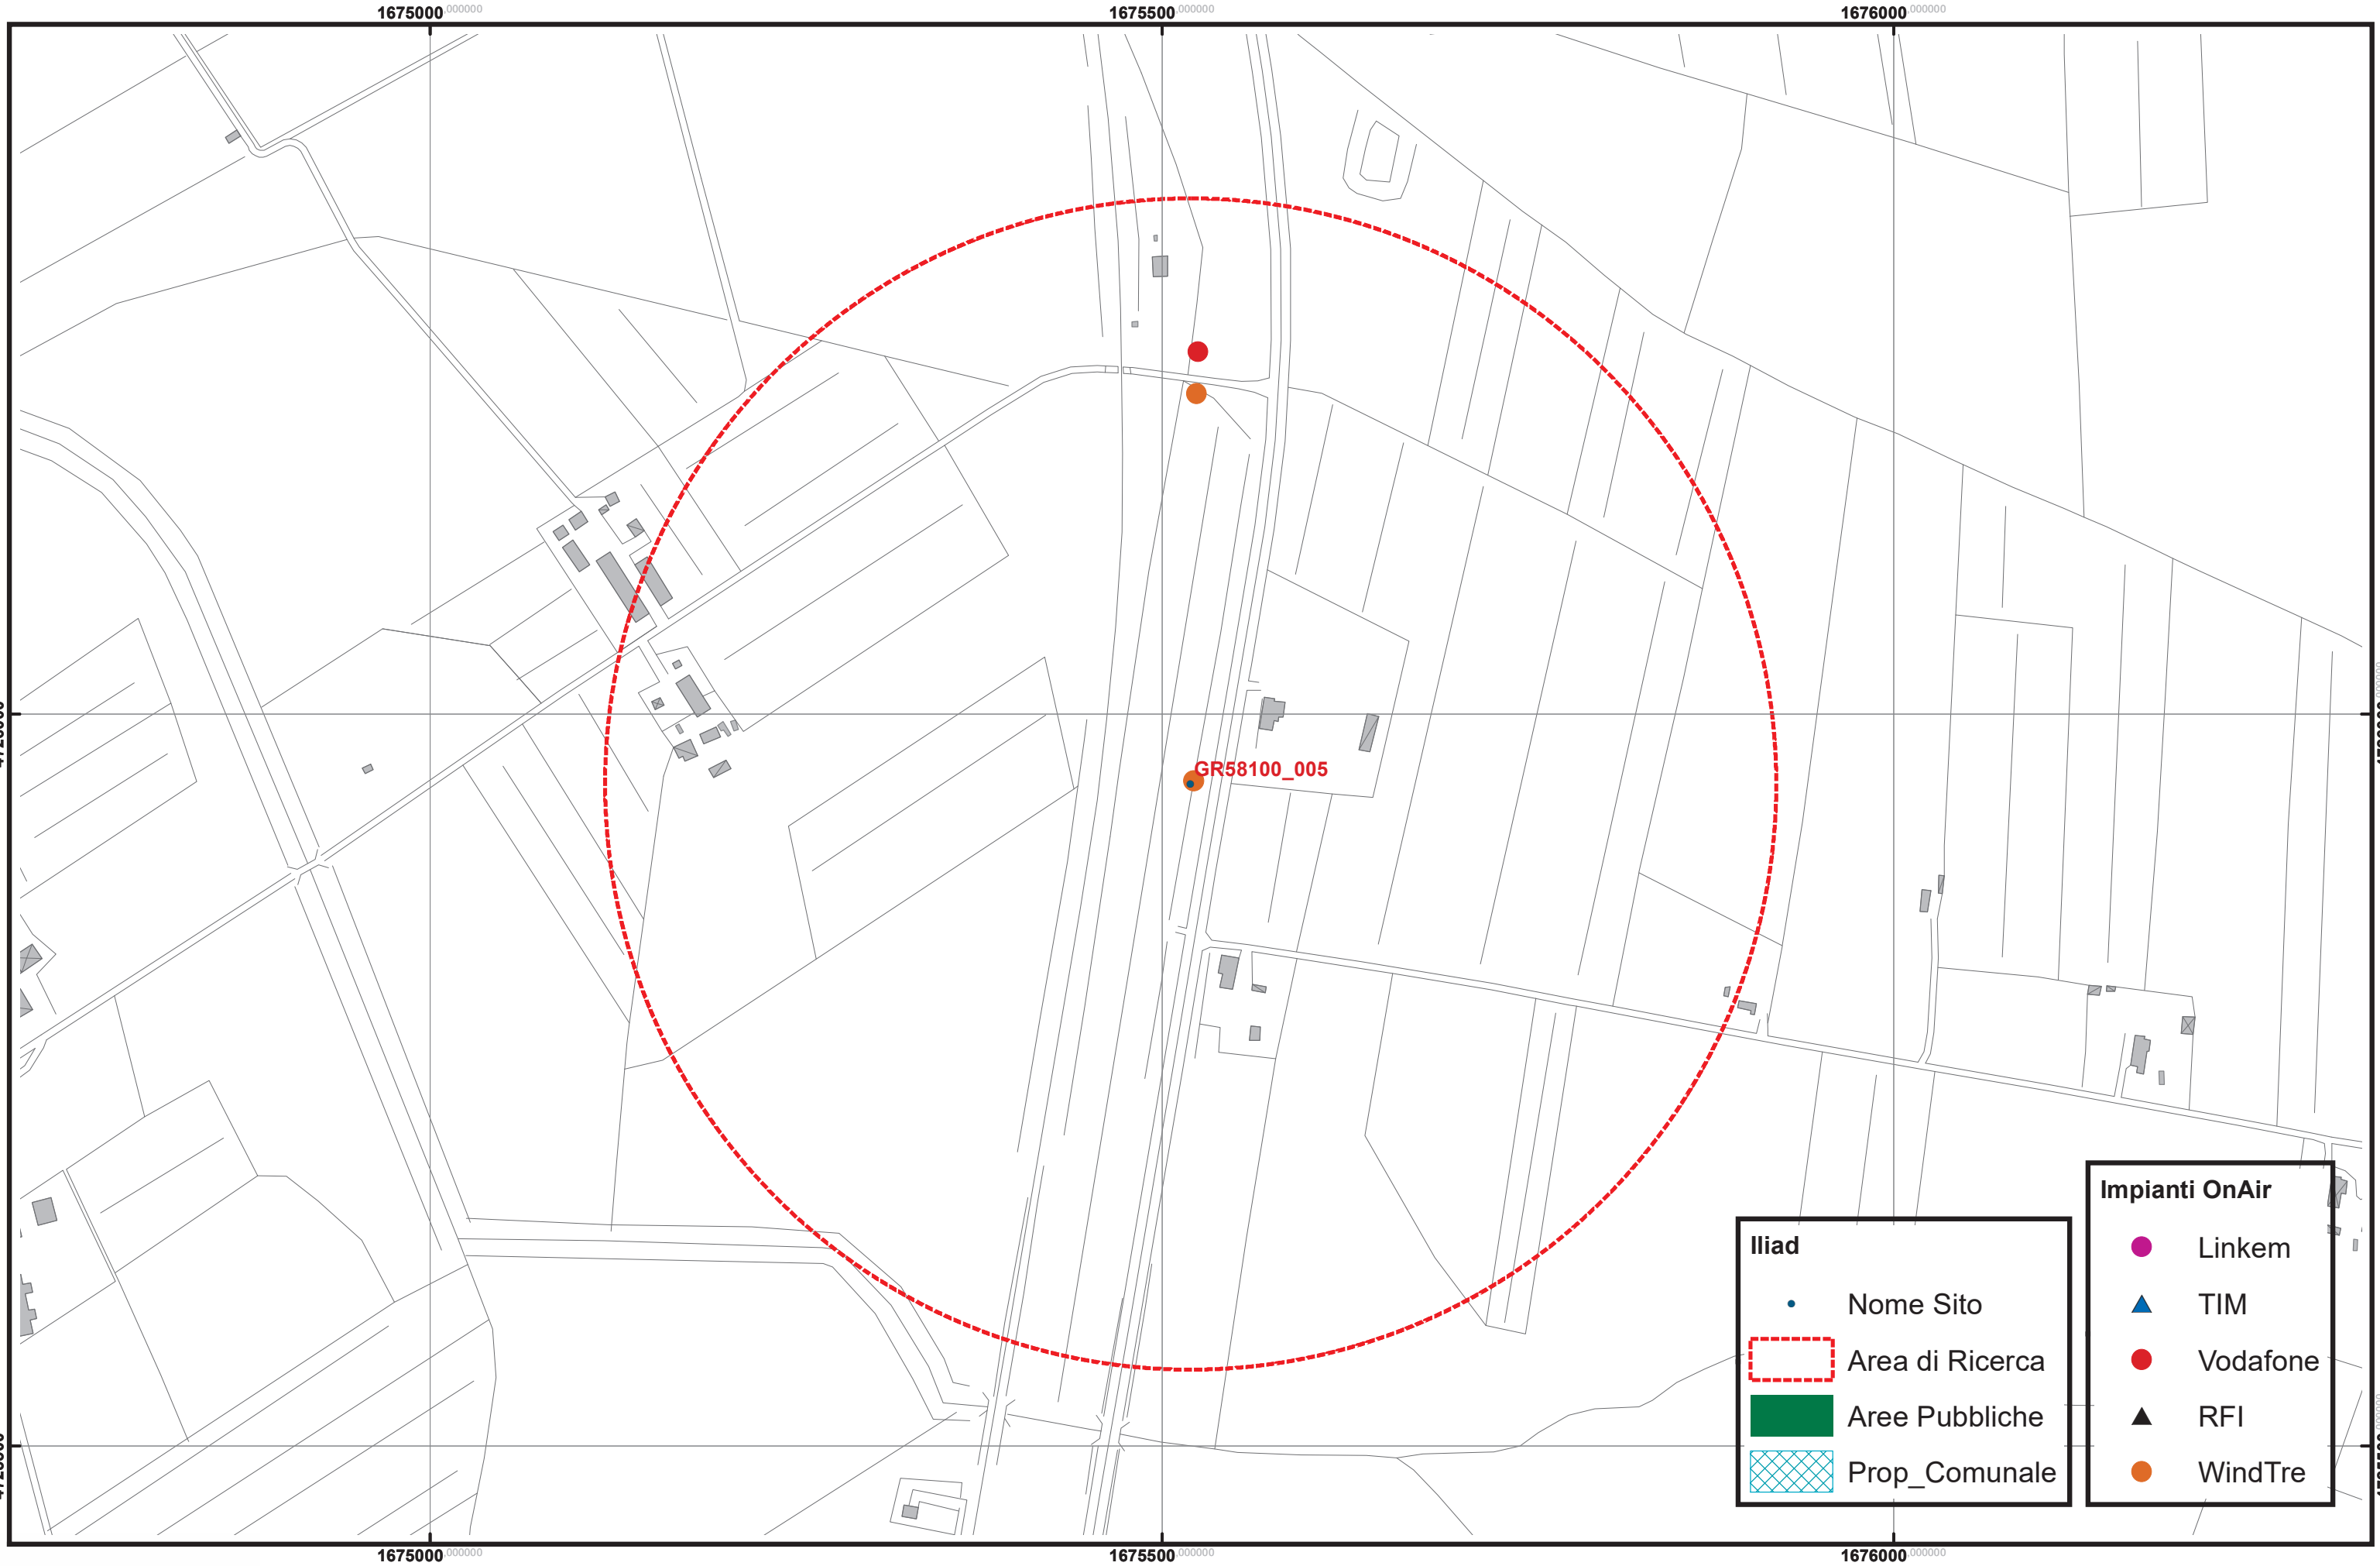 1675000,000000 1675500,000000 1676000,000000
GR58100_005
Impianti OnAir
Linkem
TIM
Vodafone
RFI
WindTre
Iliad
Nome Sito
Area di Ricerca
Aree Pubbliche
Prop_Comunale
1675000,000000 1675500,000000 1676000,000000